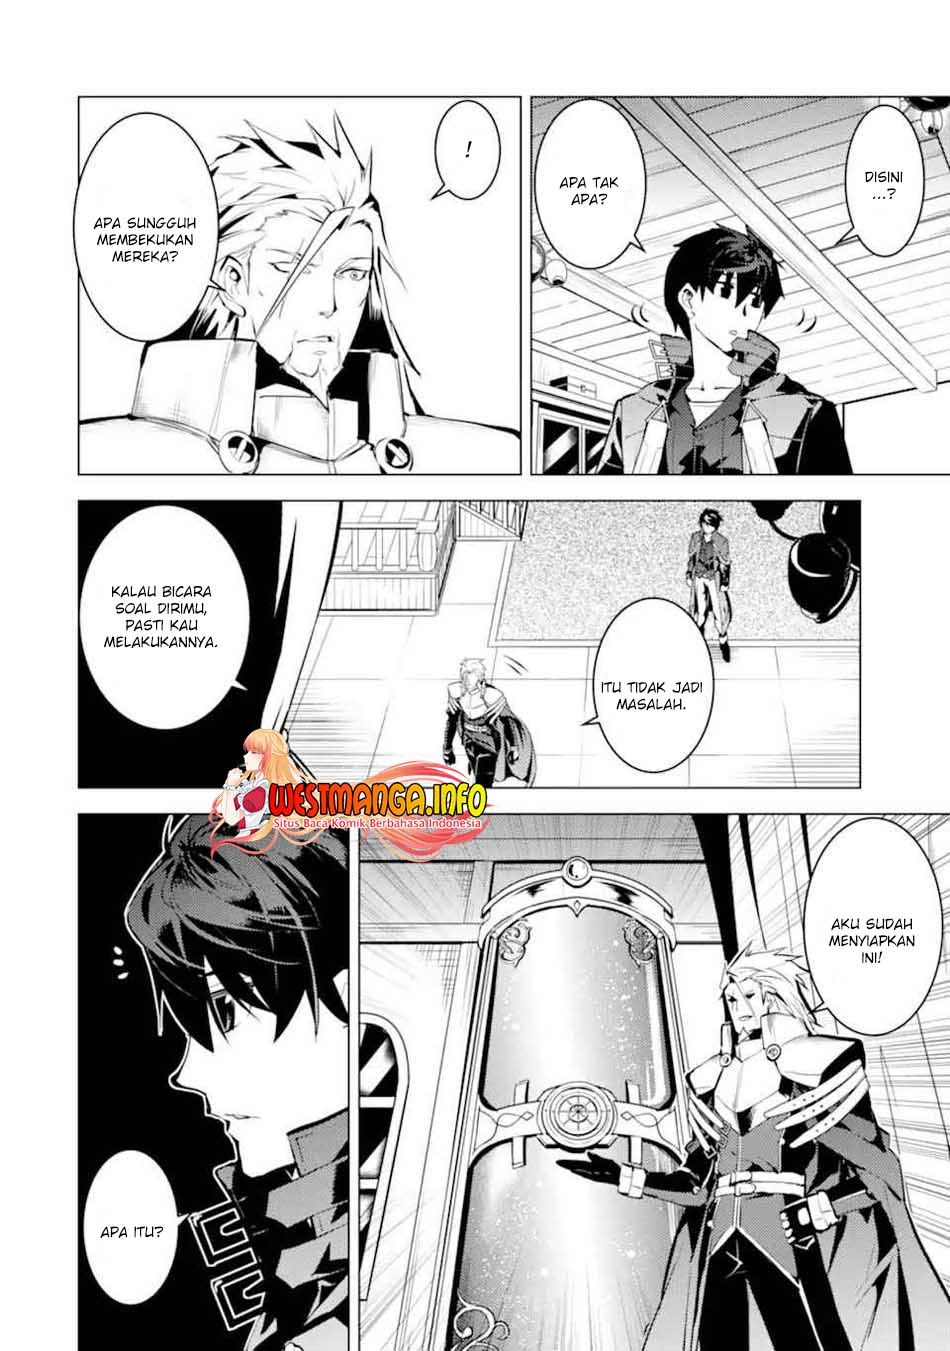 DISINI
...?
APA TAK
APA?
!
APA SUNGGUH
MEMBEKUKAN
MEREKA?
ITU TIDAK JADI
MASALAH.
KALAU BICARA
SOAL DIRIMU,
PASTI KAU
MELAKUKANNYA.
WESTMANGA.INFO
Situs Baca Komik Berbahasa Indonesia
AKU SUDAH
MENYIAPKAN
INI!
APA ITU?